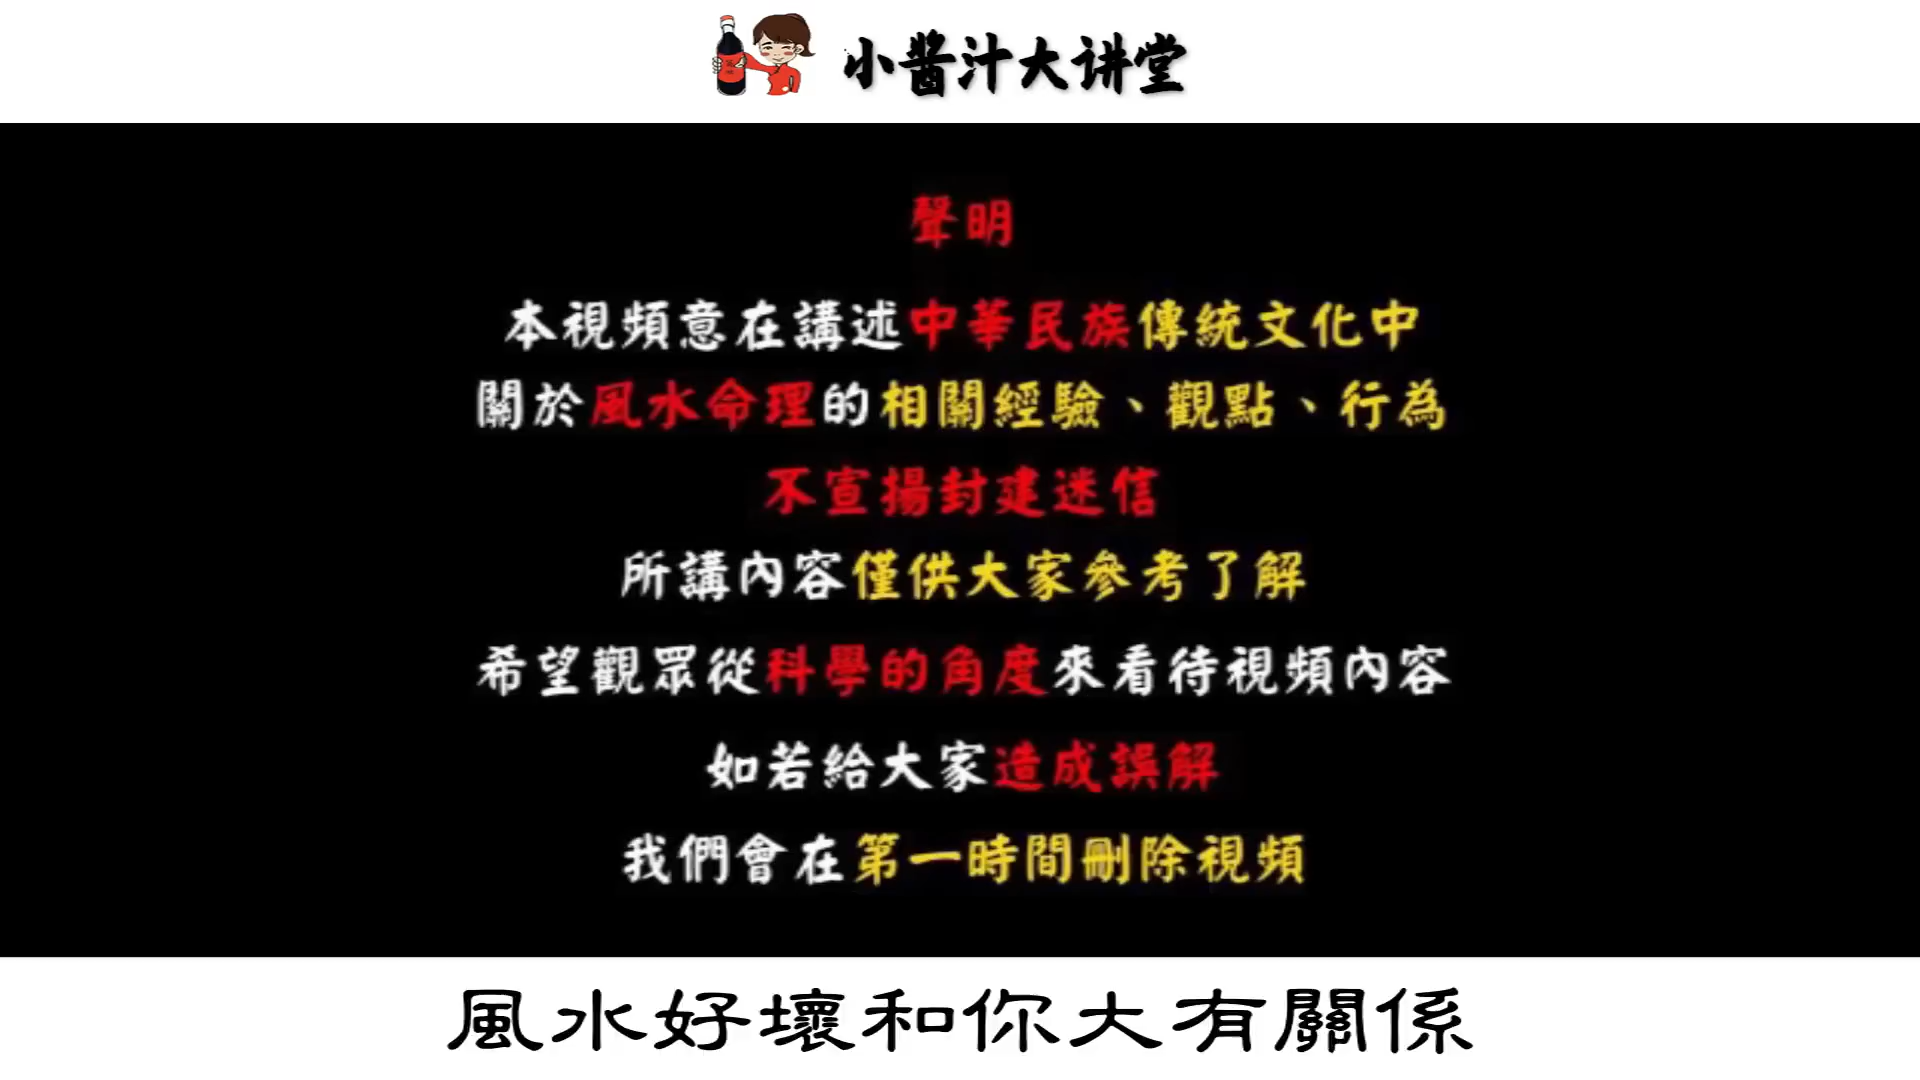 小酱汁大讲堂
聲明
本視頻意在講述中華民族傳統文化中
關於風水命理的相關經驗、觀點、行為
不宣揚封建迷信
所講內容僅供大家參考了解
希望觀眾從科學的角度來看待視頻內容
如若給大家造成誤解
我們會在第一時間刪除視頻
風水好壞和你大有關係